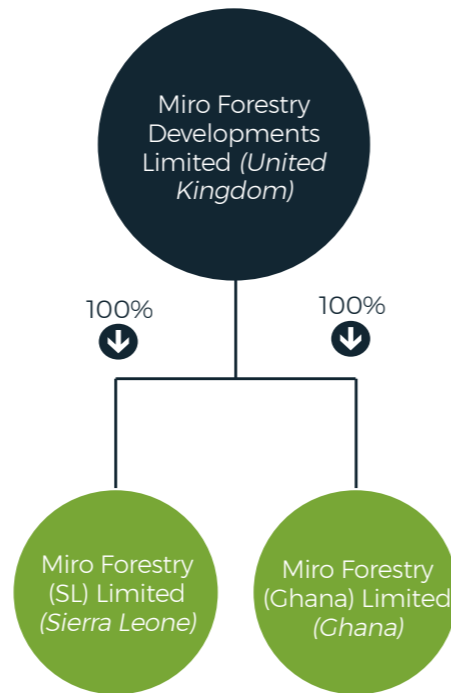 Miro Forestry
Developments
Limited (United
Kingdom)
100%
100%
Miro Forestry
(SL) Limited
(Sierra Leone)
Miro Forestry
(Ghana) Limited
(Ghana)